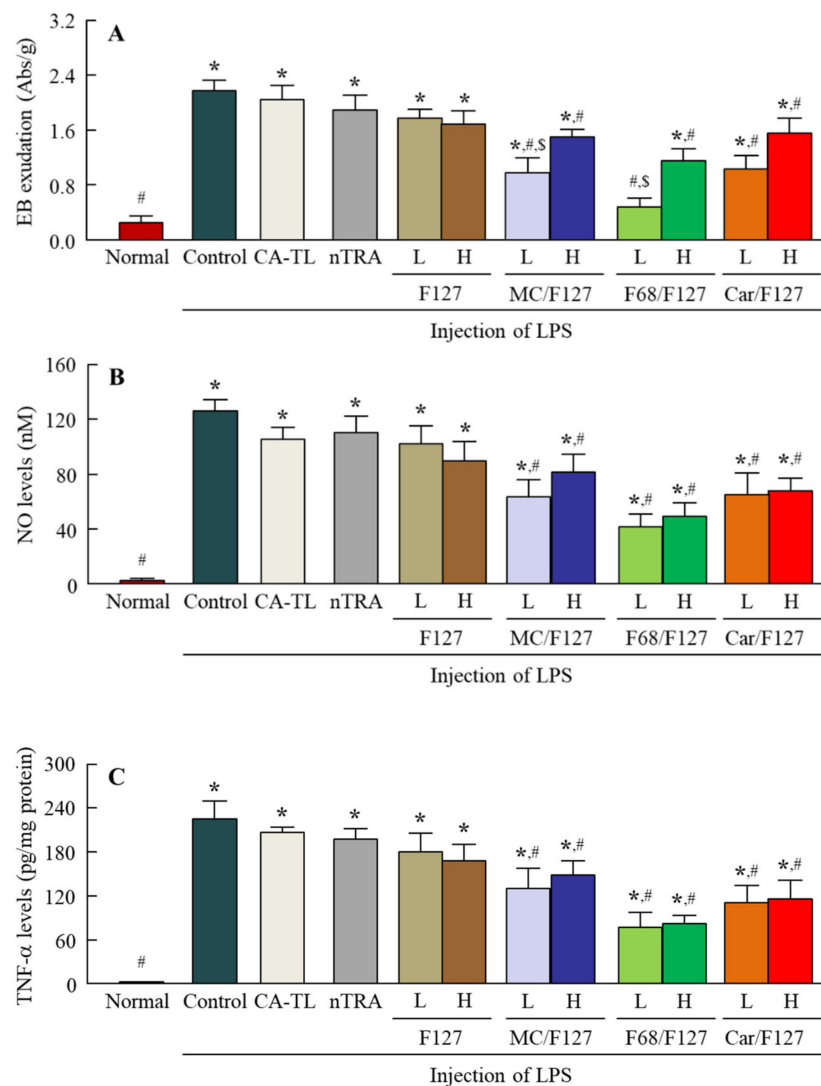 A
EB exudation (Abs/g)
3.2
2.4
1.6
0.8
0.0
# * * * * * *,#,$ *,# #,$ *,# *,# *,#
Normal Control CA-TL nTRA L H L H L H L H
F127 MC/F127 F68/F127 Car/F127
Injection of LPS
B
NO levels (nM)
160
120
80
40
0
# * * * * * *,# *,# *,# *,# *,# *,#
Normal Control CA-TL nTRA L H L H L H L H
F127 MC/F127 F68/F127 Car/F127
Injection of LPS
C
TNF-α levels (pg/mg protein)
300
240
180
120
60
0
# * * * * * *,# *,# *,# *,# *,# *,#
Normal Control CA-TL nTRA L H L H L H L H
F127 MC/F127 F68/F127 Car/F127
Injection of LPS